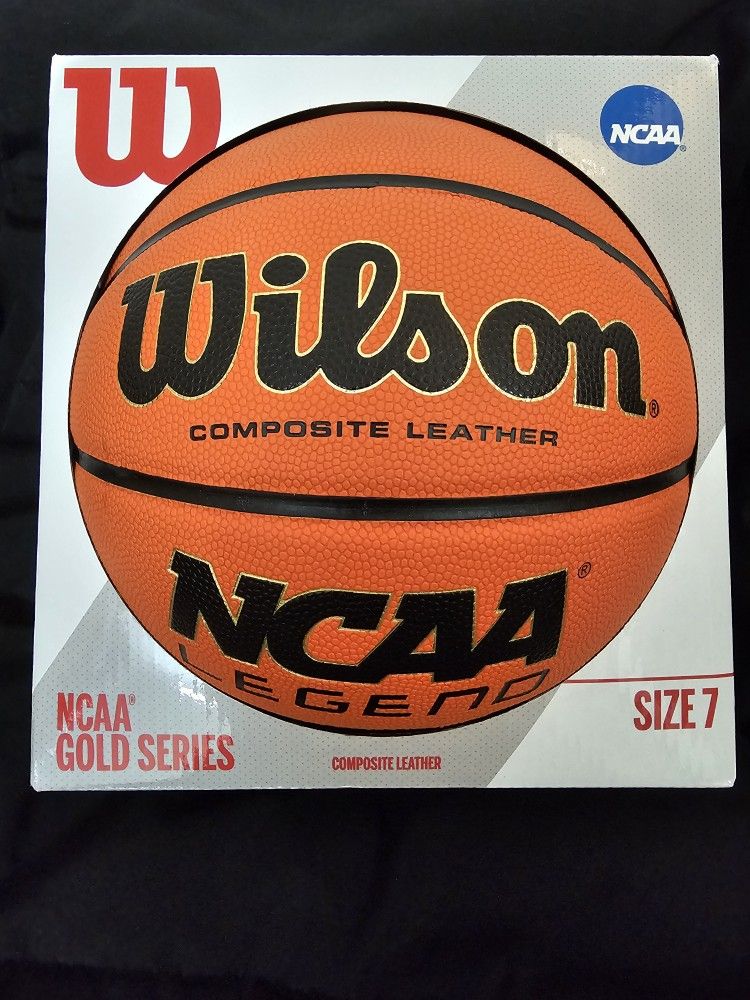 W
NCAA®
Wilson®
COMPOSITE LEATHER
NCAA®
LEGEND
NCAA®
GOLD SERIES
COMPOSITE LEATHER
SIZE 7